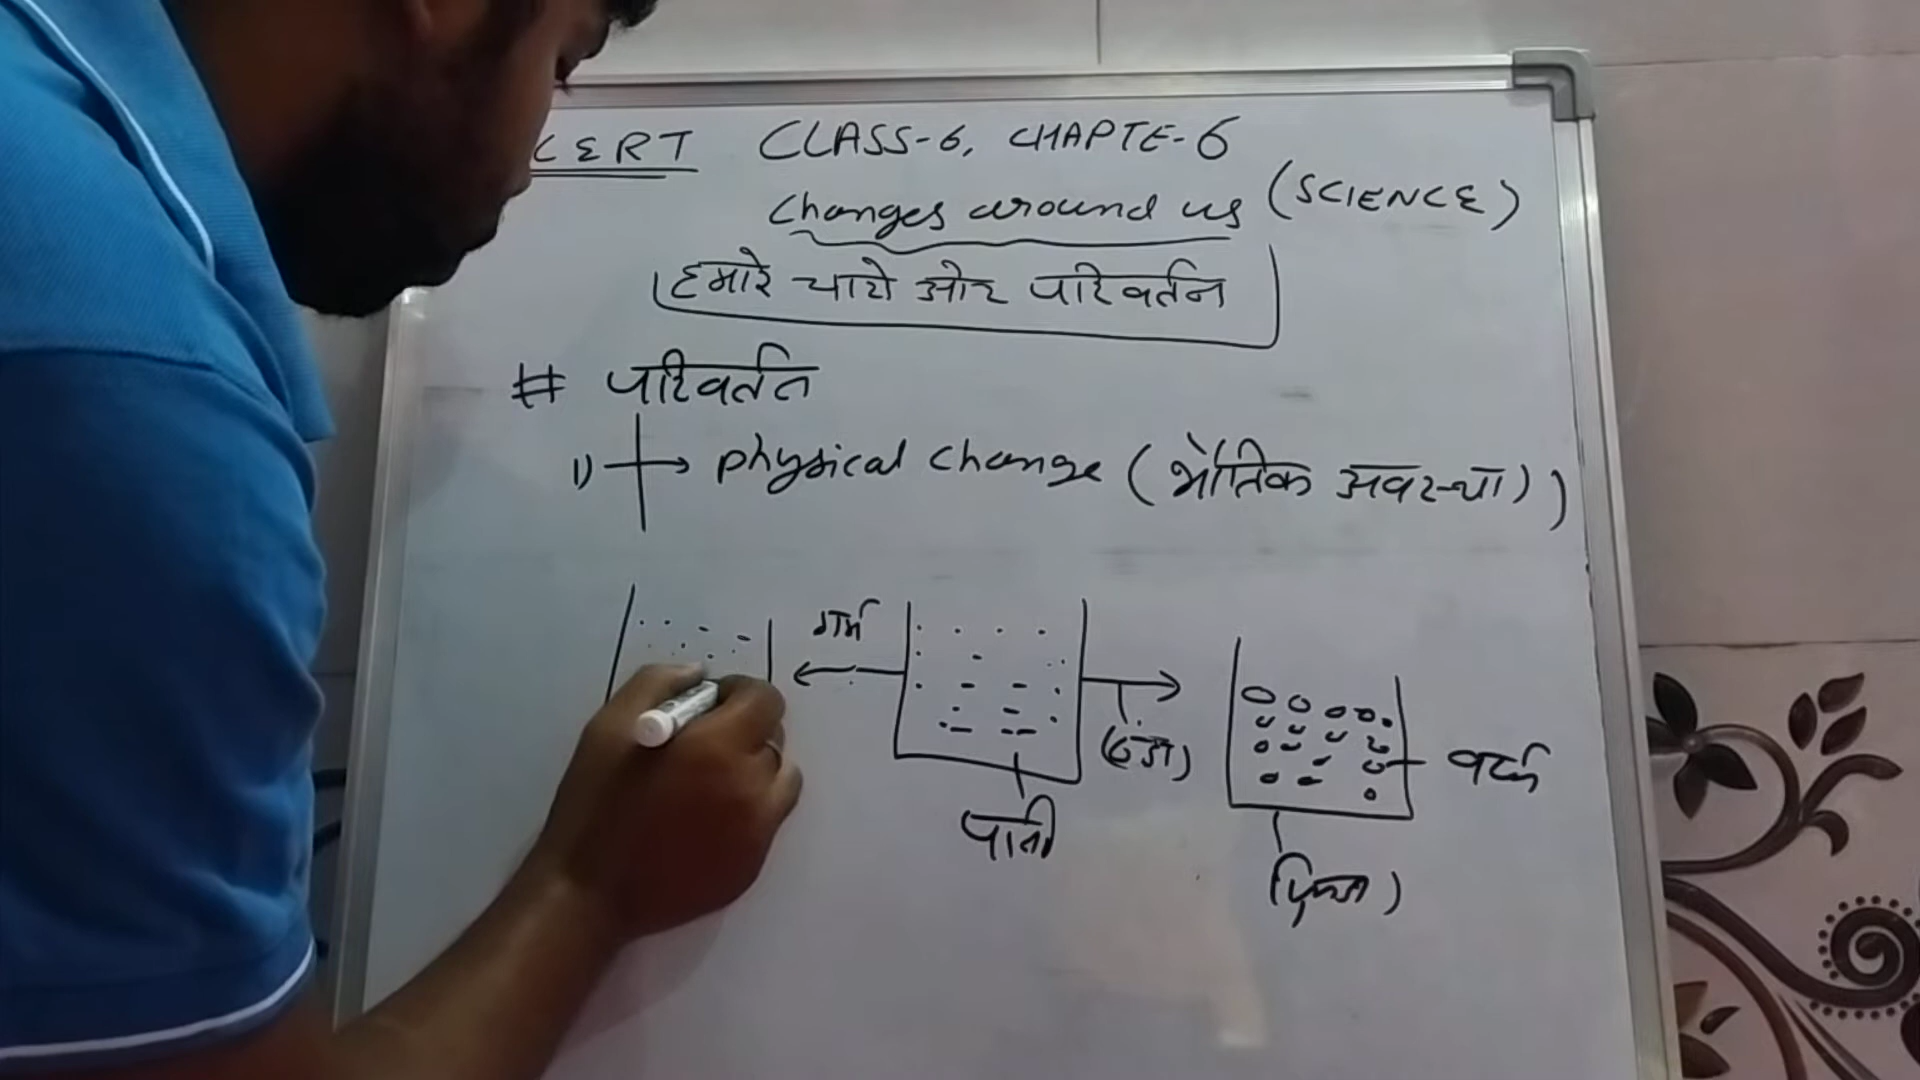 CERT CLASS-6, CHAPTE-6
Changes around us (SCIENCE)
हमारे चारो ओर परिवर्तन
# परिवर्तन
1) → physical change (भौतिक अवस्था)
गर्म
(ठंडा)
बर्फ
पानी